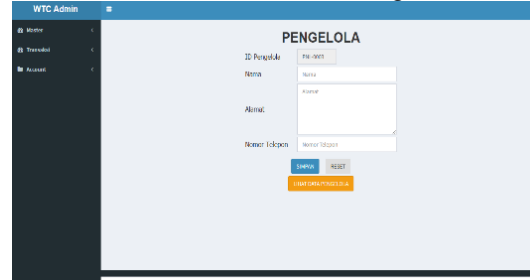 WTC Admin
Master
Transaksi
Account
PENGELOLA
ID Pengelola
Nama
Nama
Alamat
Alamat
Nomor Telepon
Nomor Telepon
SIMPAN RESET
LIHAT DATA PENGELOLA